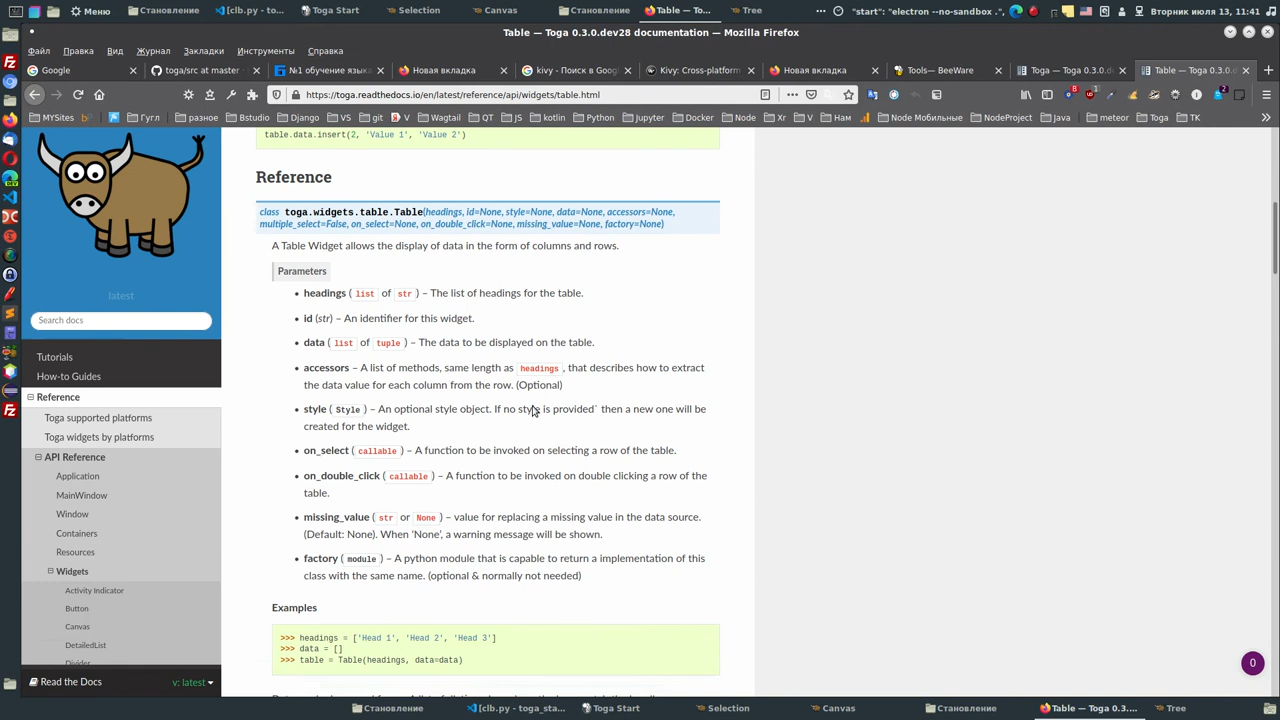 Меню
Становление
[clb.py - to...
Toga Start
Selection
Canvas
Становление
Table — To...
Tree
"start": "electron --no-sandbox .",
Вторник июля 13, 11:41
Table — Toga 0.3.0.dev28 documentation — Mozilla Firefox
Файл Правка Вид Журнал Закладки Инструменты Справка
Google
toga/src at master ·
№1 обучение языка
Новая вкладка
kivy - Поиск в Goog
Kivy: Cross-platform
Новая вкладка
Tools— BeeWare
Toga — Toga 0.3.0.d
Table — Toga 0.3.0.d
https://toga.readthedocs.io/en/latest/reference/api/widgets/table.html
MYSites
Гугл
разное
Bstudio
Django
VS
git
V
Wagtail
От
JS
kotlin
Python
Jupyter
Docker
Node
Xr
V
Нам
Node Мобильные
NodeProject
Java
meteor
Toga
TK
table.data.insert(2, 'Value 1', 'Value 2')
Reference
class toga.widgets.table.Table(headings, id=None, style=None, data=None, accessors=None,
multiple_select=False, on_select=None, on_double_click=None, missing_value=None, factory=None)
A Table Widget allows the display of data in the form of columns and rows.
Parameters
• headings ( list of str ) – The list of headings for the table.
• id (str) – An identifier for this widget.
• data ( list of tuple ) – The data to be displayed on the table.
• accessors – A list of methods, same length as headings , that describes how to extract
the data value for each column from the row. (Optional)
• style ( Style ) – An optional style object. If no style is provided` then a new one will be
created for the widget.
• on_select ( callable ) – A function to be invoked on selecting a row of the table.
• on_double_click ( callable ) – A function to be invoked on double clicking a row of the
table.
• missing_value ( str or None ) – value for replacing a missing value in the data source.
(Default: None). When 'None', a warning message will be shown.
• factory ( module ) – A python module that is capable to return a implementation of this
class with the same name. (optional & normally not needed)
Examples
>>> headings = ['Head 1', 'Head 2', 'Head 3']
>>> data = []
>>> table = Table(headings, data=data)
latest
Search docs
Tutorials
How-to Guides
Reference
Toga supported platforms
Toga widgets by platforms
API Reference
Application
MainWindow
Window
Containers
Resources
Widgets
Activity Indicator
Button
Canvas
DetailedList
Divider
Read the Docs
v: latest
0
Становление
[clb.py — toga_sta...
Toga Start
Selection
Canvas
Становление
Table — Toga 0.3....
Tree